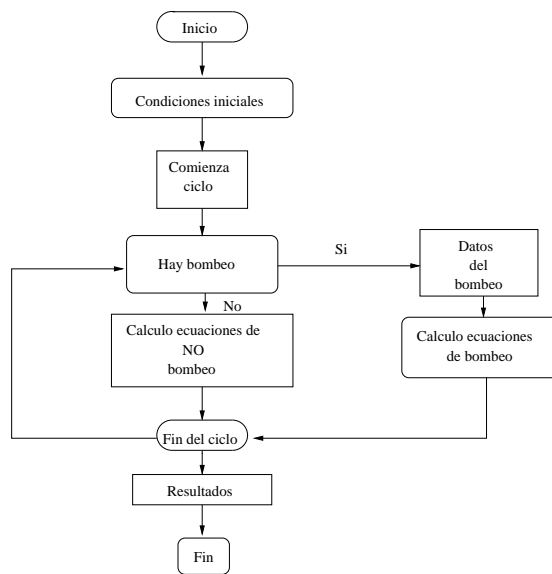 Inicio
Condiciones iniciales
Comienza
ciclo
Hay bombeo
Si
Datos
del
bombeo
No
Calculo ecuaciones de
NO
bombeo
Calculo ecuaciones
de bombeo
Fin del ciclo
Resultados
Fin